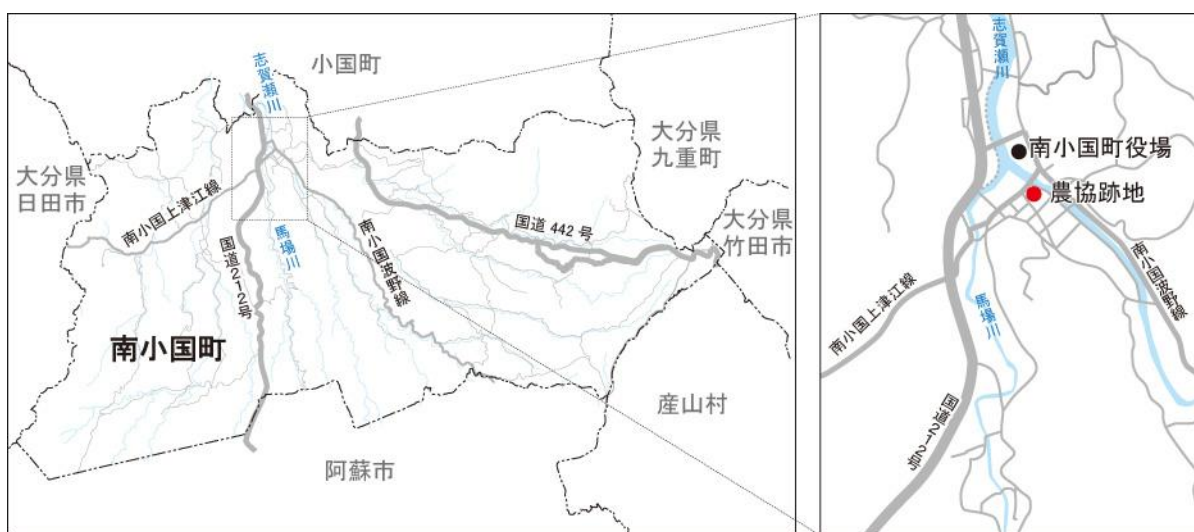 小国町
志賀瀬川
大分県
九重町
大分県
日田市
南小国上津江線
国道212号
馬場川
南小国波野線
国道 442 号
大分県
竹田市
南小国町
産山村
阿蘇市
志賀瀬川
南小国町役場
農協跡地
南小国波野線
南小国上津江線
馬場川
国道212号